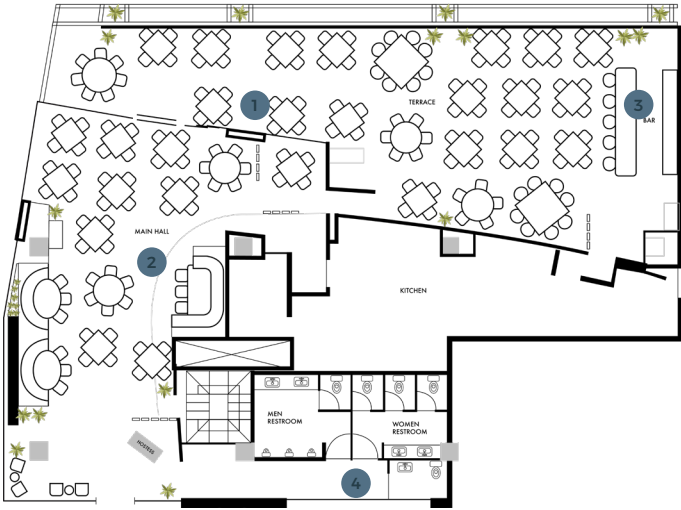 1
TERRACE
3
BAR
MAIN HALL
2
KITCHEN
MEN
RESTROOM
WOMEN
RESTROOM
HOSTESS
4